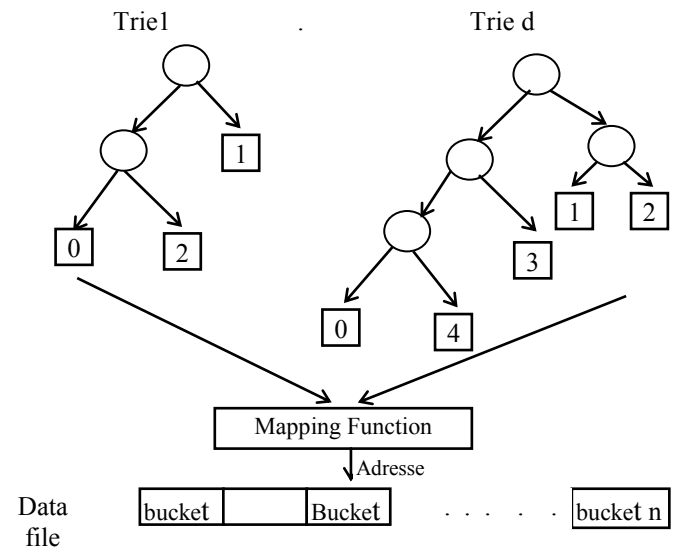 Trie1 . Trie d
1
0 2
1 2
3
0 4
Mapping Function
Adresse
Data file
bucket Bucket . . . . . bucket n